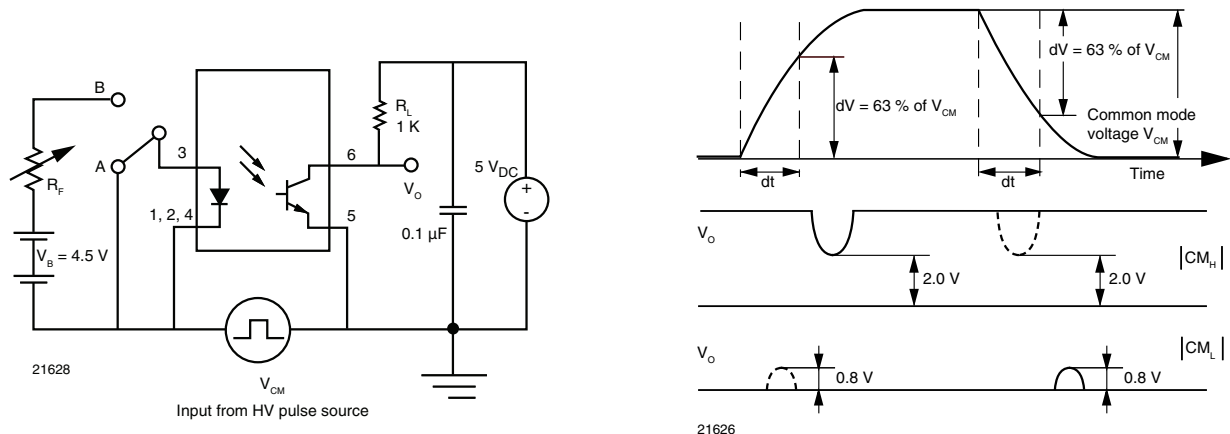 B
A
R_F
V_B = 4.5 V
3
1, 2, 4
6
5
R_L
1 K
V_O
0.1 µF
5 V_DC
+
-
V_CM
Input from HV pulse source
21628
dV = 63 % of V_CM
dV = 63 % of V_CM
Common mode
voltage V_CM
dt
dt
Time
V_O
2.0 V
2.0 V
|CM_H|
V_O
0.8 V
0.8 V
|CM_L|
21626